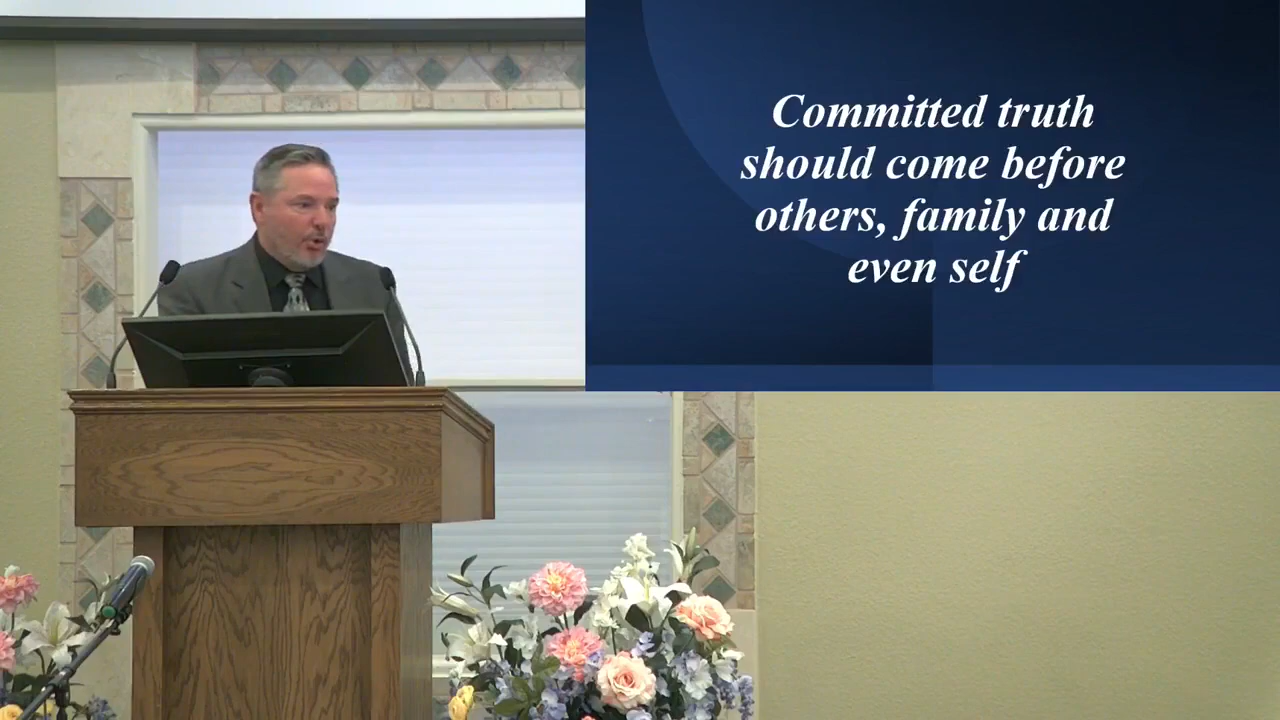 Committed truth
should come before
others, family and
even self